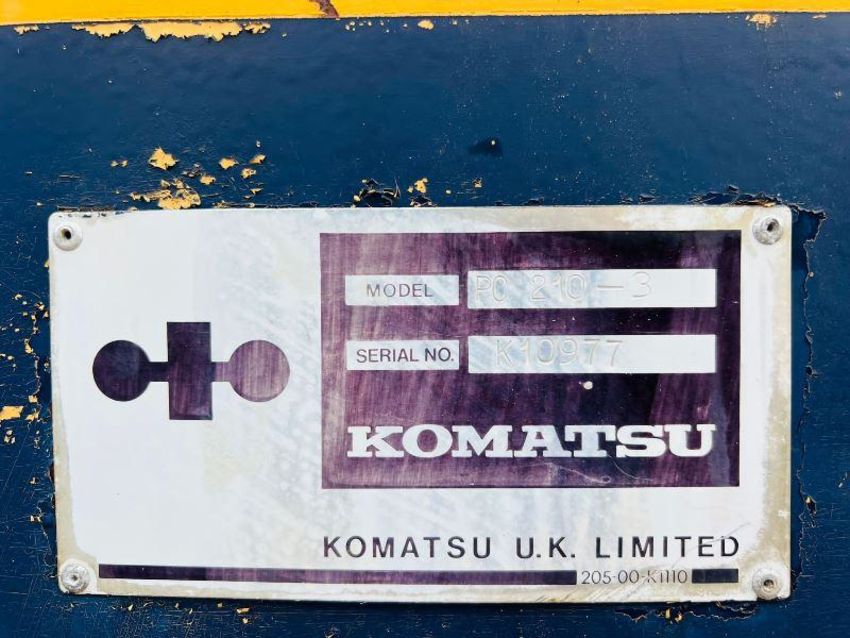 MODEL PC 210-3
SERIAL NO. K10977
KOMATSU
KOMATSU U.K. LIMITED
205-00-K1110